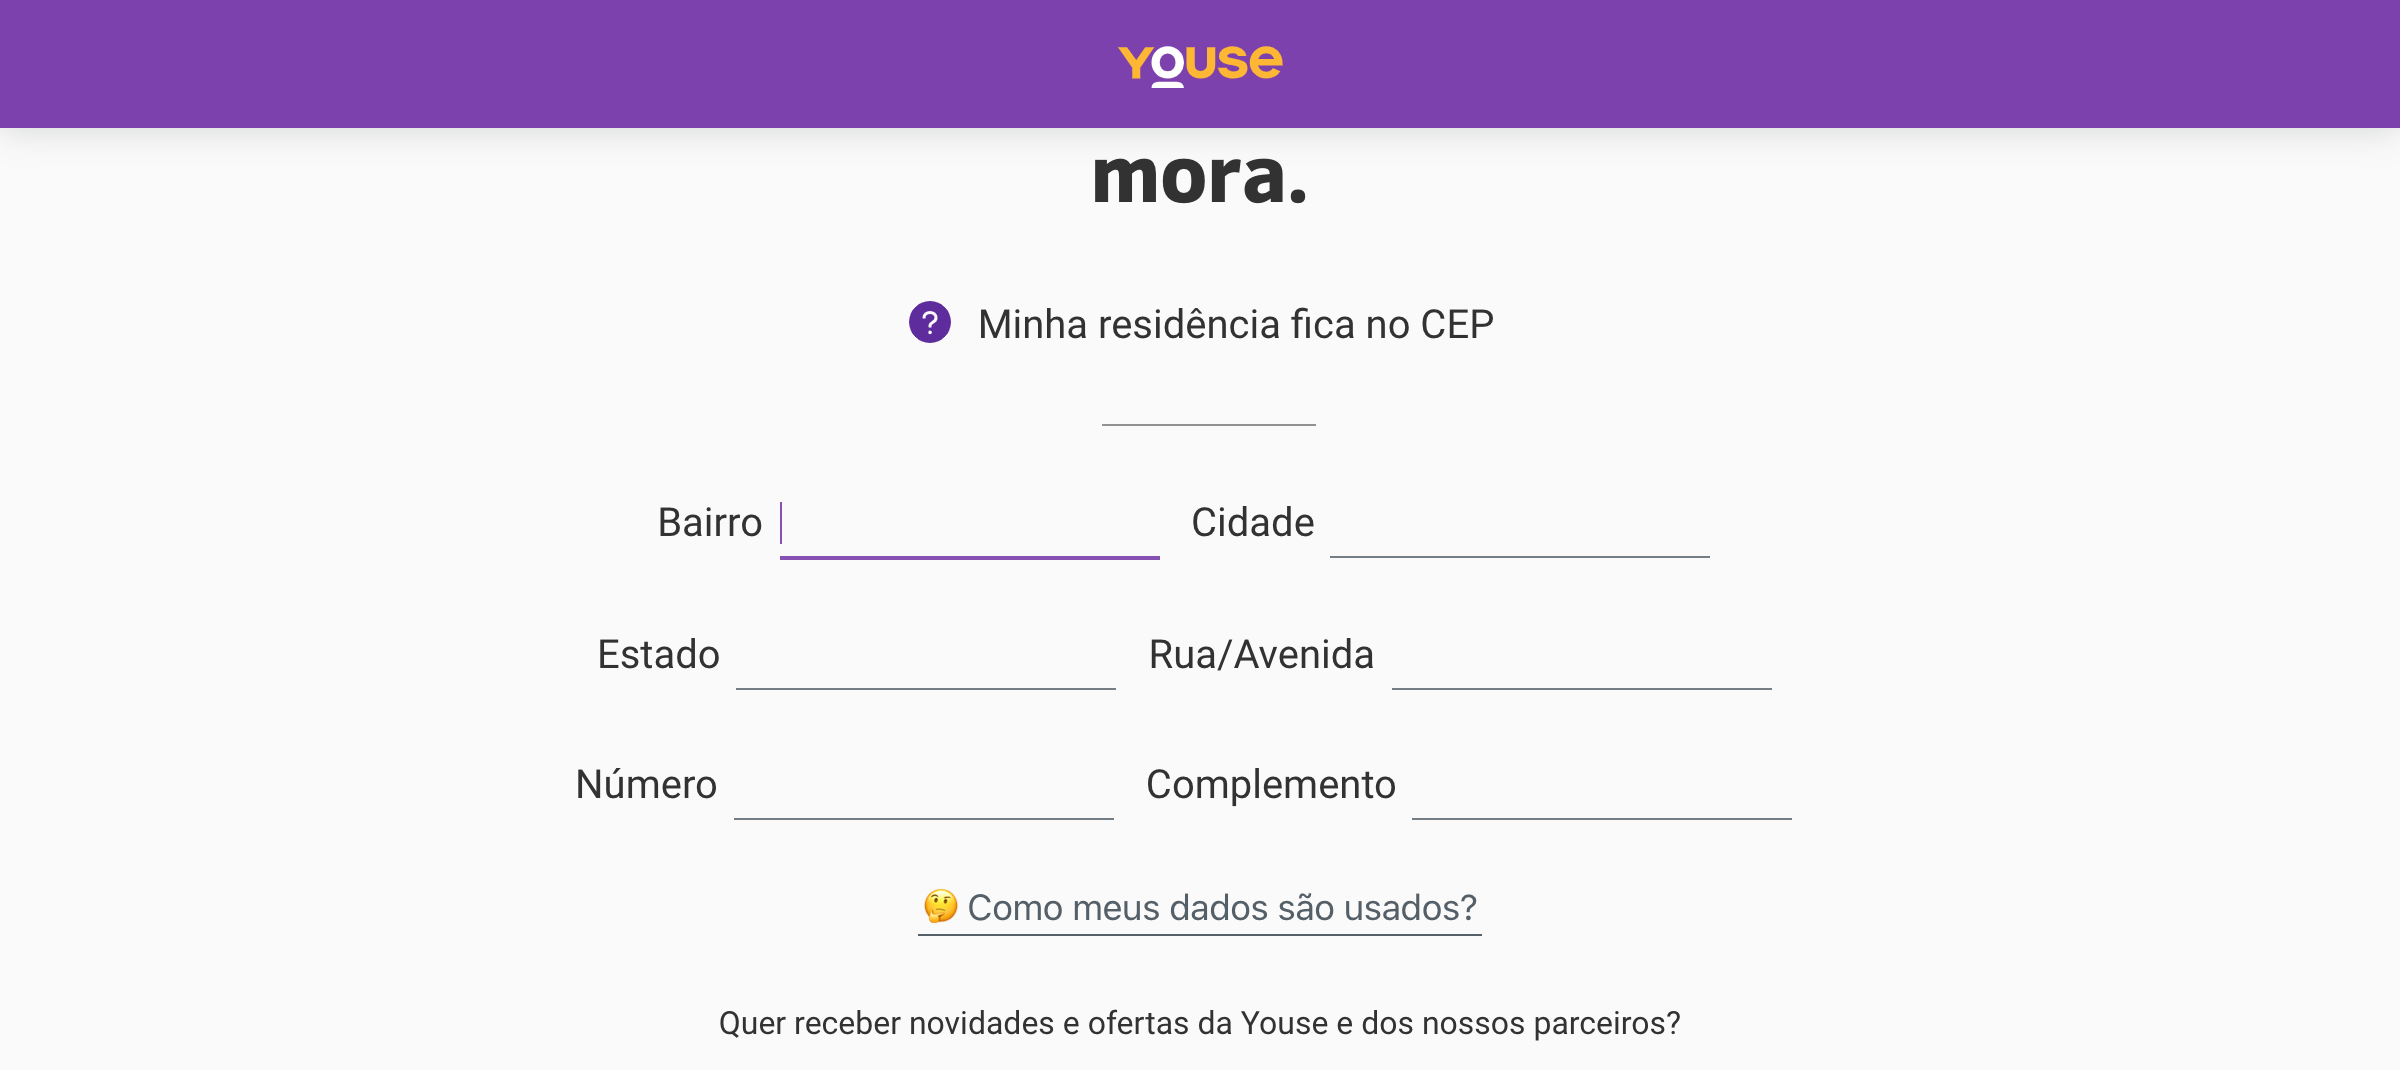 youse
mora.
? Minha residência fica no CEP
Bairro Cidade
Estado Rua/Avenida
Número Complemento
🤔 Como meus dados são usados?
Quer receber novidades e ofertas da Youse e dos nossos parceiros?